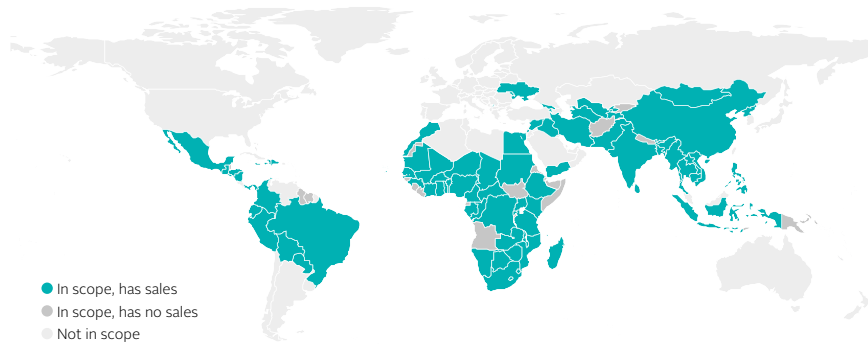 In scope, has sales
In scope, has no sales
Not in scope